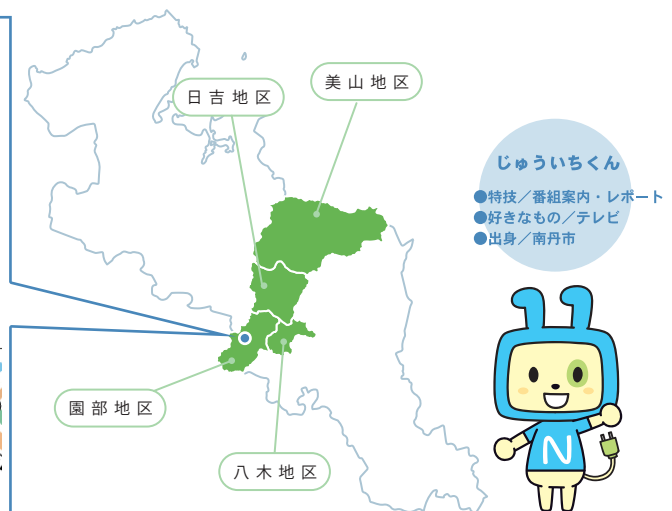 美山地区
日吉地区
じゅういちくん
●特技／番組案内・レポート
●好きなもの／テレビ
●出身／南丹市
園部地区
八木地区
N